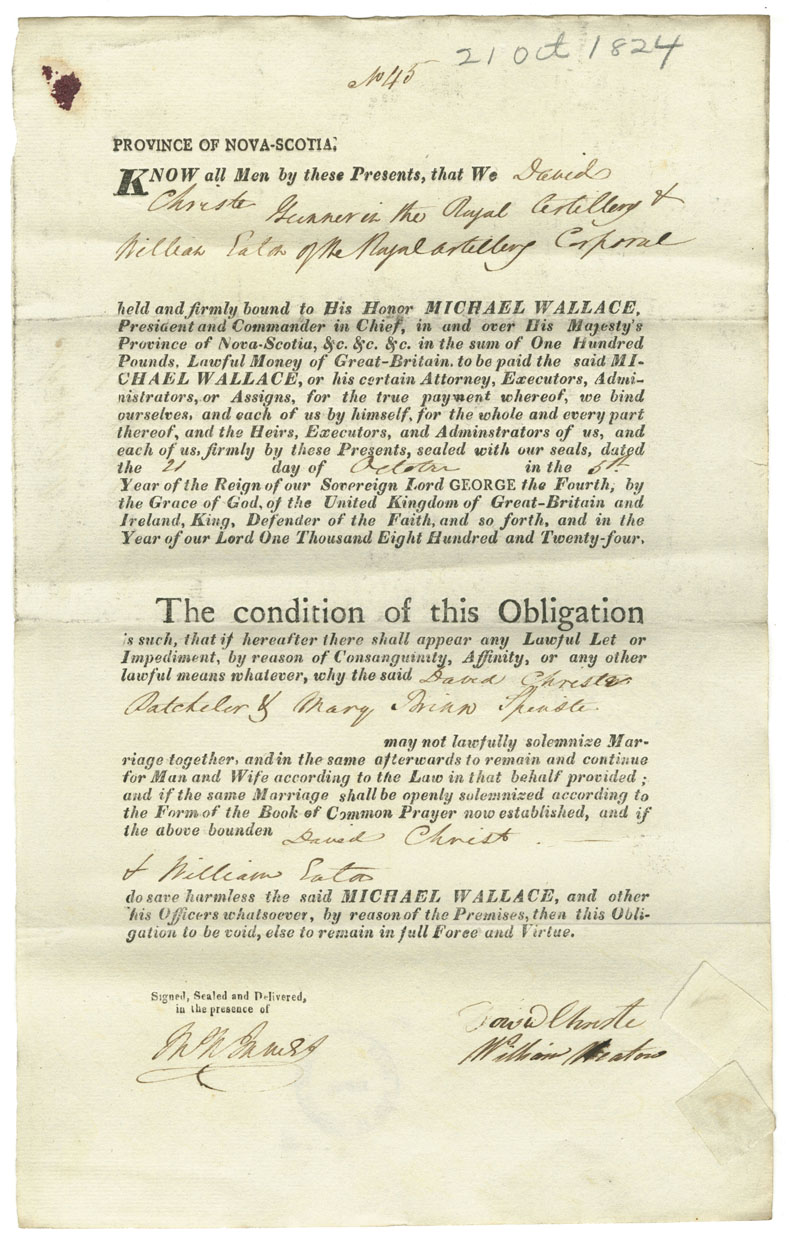 21 Oct 1824
No 45
PROVINCE OF NOVA-SCOTIA.
KNOW all Men by these Presents, that We David
Christe Gunner in the Royal Artillery &
William Eaton of the Royal Artillery Corporal
held and firmly bound to His Honor MICHAEL WALLACE,
President and Commander in Chief, in and over His Majesty's
Province of Nova-Scotia, &c. &c. &c. in the sum of One Hundred
Pounds, Lawful Money of Great-Britain. to be paid the said MI-
CHAEL WALLACE, or his certain Attorney, Executors, Admi-
nistrators, or Assigns, for the true payment whereof, we bind
ourselves, and each of us by himself, for the whole and every part
thereof, and the Heirs, Executors, and Adminstrators of us, and
each of us, firmly by these Presents, sealed with our seals, dated
the 21 day of October in the 5th
Year of the Reign of our Sovereign Lord GEORGE the Fourth, by
the Grace of God, of the United Kingdom of Great-Britain and
Ireland, King, Defender of the Faith, and so forth, and in the
Year of our Lord One Thousand Eight Hundred and Twenty-four.
The condition of this Obligation
is such, that if hereafter there shall appear any Lawful Let or
Impediment, by reason of Consanguinity, Affinity, or any other
lawful means whatever, why the said David Christe
Batcheler & Mary Spinste
may not lawfully solemnize Mar-
riage together, and in the same afterwards to remain and continue
for Man and Wife according to the Law in that behalf provided;
and if the same Marriage shall be openly solemnized according to
the Form of the Book of Common Prayer now established, and if
the above bounden David Christ
& William Eaton
do save harmless the said MICHAEL WALLACE, and other
his Officers whatsoever, by reason of the Premises, then this Obli-
gation to be void, else to remain in full Force and Virtue.
Signed, Sealed and Delivered,
in the presence of
David Christe
William Heaton